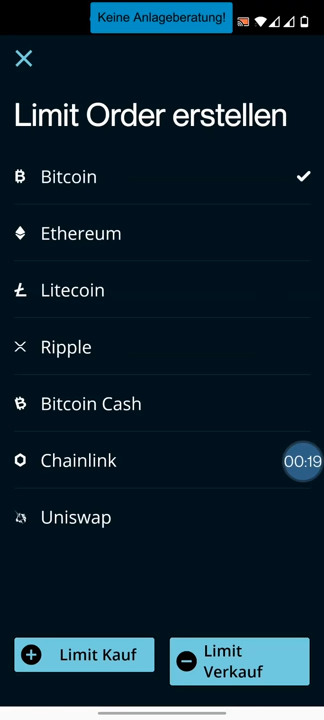 Keine Anlageberatung!
Limit Order erstellen
Bitcoin
Ethereum
Litecoin
Ripple
Bitcoin Cash
Chainlink
00:19
Uniswap
Limit Kauf
Limit
Verkauf